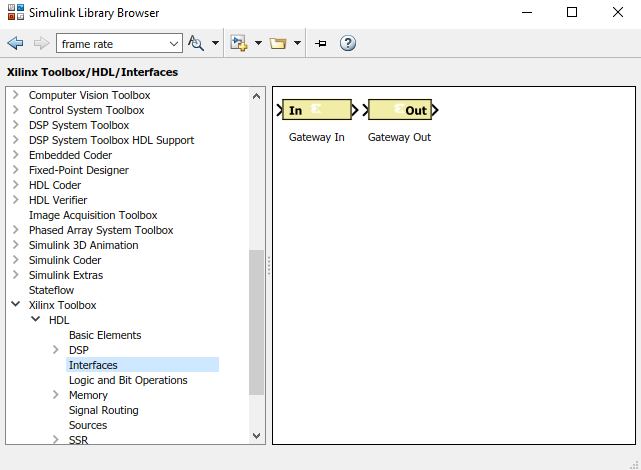 Simulink Library Browser
frame rate
Xilinx Toolbox/HDL/Interfaces
Computer Vision Toolbox
Control System Toolbox
DSP System Toolbox
DSP System Toolbox HDL Support
Embedded Coder
Fixed-Point Designer
HDL Coder
HDL Verifier
Image Acquisition Toolbox
Phased Array System Toolbox
Simulink 3D Animation
Simulink Coder
Simulink Extras
Stateflow
Xilinx Toolbox
HDL
Basic Elements
DSP
Interfaces
Logic and Bit Operations
Memory
Signal Routing
Sources
SSR
In
Out
Gateway In
Gateway Out